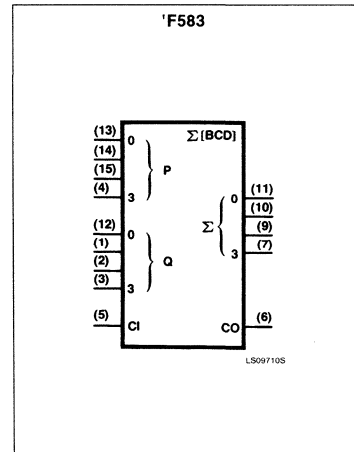 'F583
Σ [BCD]
(13) 0
(14)
(15)
(4) 3
P
(12) 0
(1)
(2)
(3) 3
Q
(5) CI
Σ
0 (11)
(10)
(9)
3 (7)
CO (6)
LS09710S